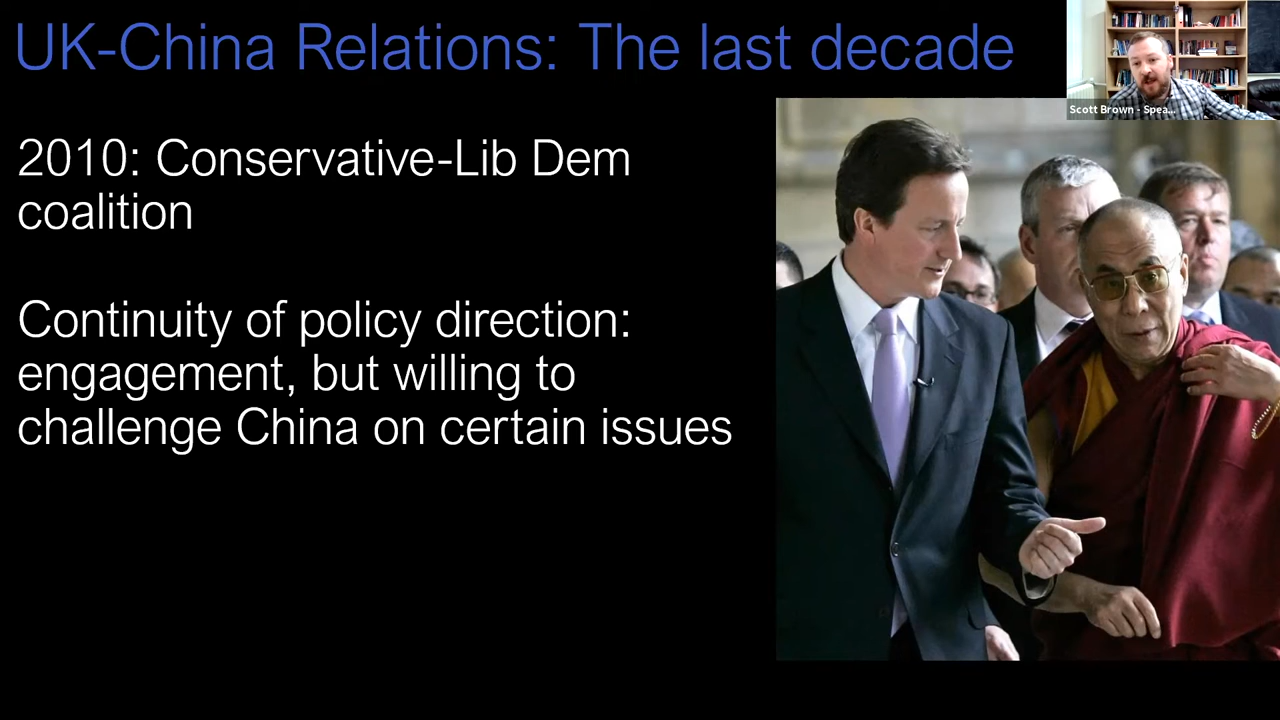 UK-China Relations: The last decade
Scott Brown - Spea...
2010: Conservative-Lib Dem
coalition
Continuity of policy direction:
engagement, but willing to
challenge China on certain issues